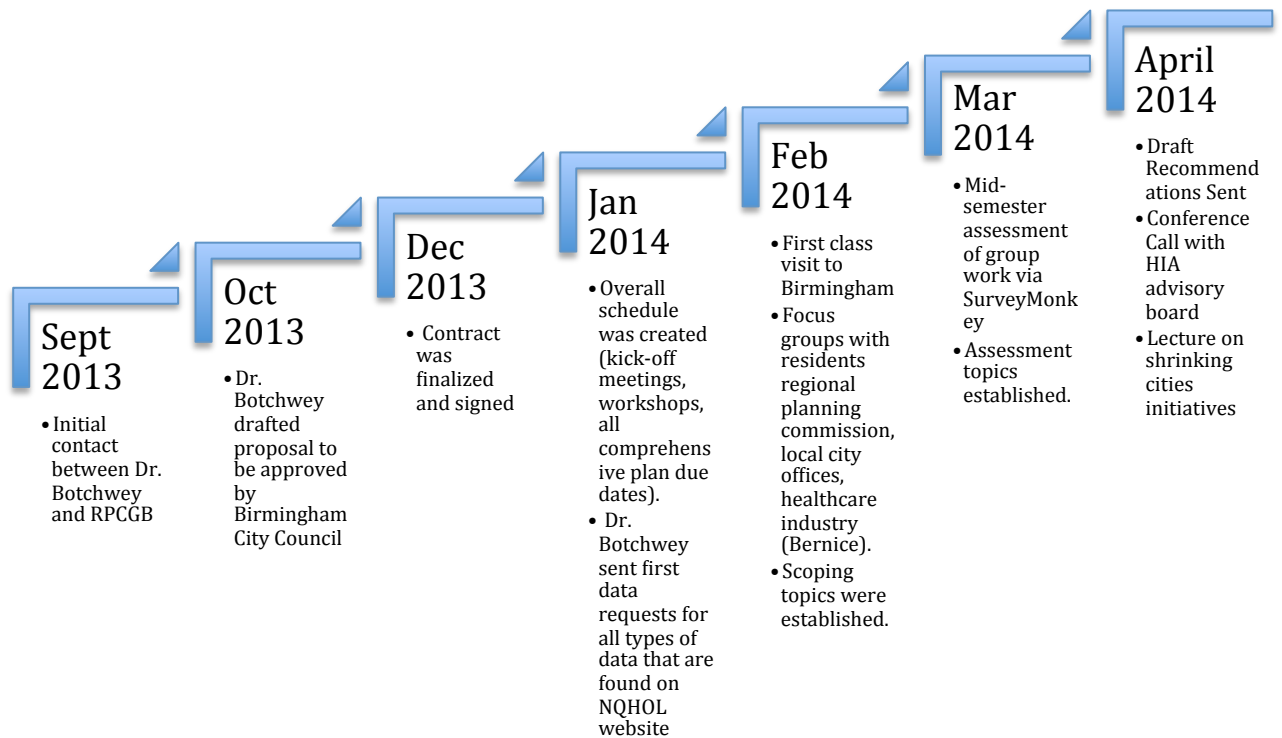 Sept
2013
• Initial
contact
between Dr.
Botchwey
and RPCGB
Oct
2013
• Dr.
Botchwey
drafted
proposal to
be approved
by
Birmingham
City Council
Dec
2013
• Contract
was
finalized
and signed
Jan
2014
• Overall
schedule
was created
(kick-off
meetings,
workshops,
all
comprehens
ive plan due
dates).
• Dr.
Botchwey
sent first
data
requests for
all types of
data that are
found on
NQHOL
website
Feb
2014
• First class
visit to
Birmingham
• Focus
groups with
residents
regional
planning
commission,
local city
offices,
healthcare
industry
(Bernice).
• Scoping
topics were
established.
Mar
2014
• Mid-
semester
assessment
of group
work via
SurveyMonk
ey
• Assessment
topics
established.
April
2014
• Draft
Recommend
ations Sent
• Conference
Call with
HIA
advisory
board
• Lecture on
shrinking
cities
initiatives